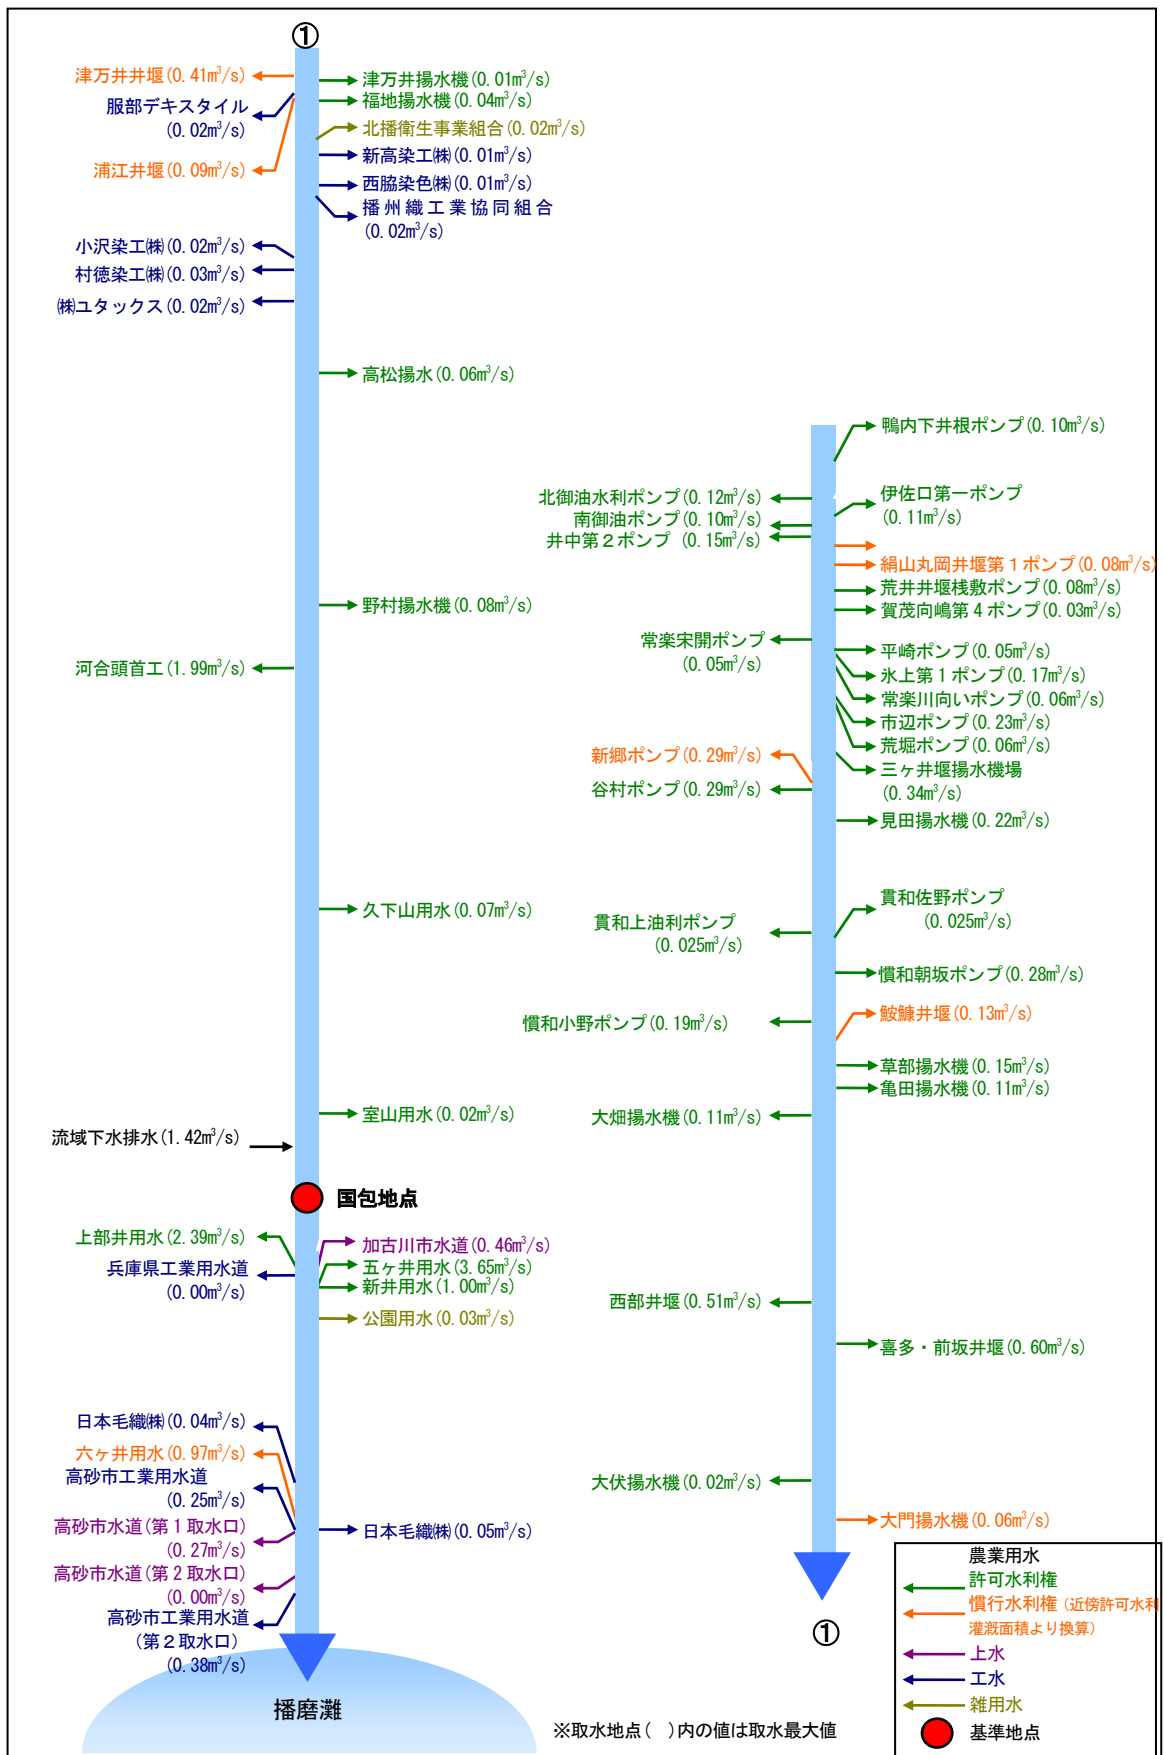 ①
津万井井堰(0.41m³/s)
服部デキスタイル
(0.02m³/s)
浦江井堰(0.09m³/s)
小沢染工㈱(0.02m³/s)
村徳染工㈱(0.03m³/s)
㈱ユタックス(0.02m³/s)
河合頭首工(1.99m³/s)
流域下水排水(1.42m³/s)
上部井用水(2.39m³/s)
兵庫県工業用水道
(0.00m³/s)
日本毛織㈱(0.04m³/s)
六ヶ井用水(0.97m³/s)
高砂市工業用水道
(0.25m³/s)
高砂市水道(第1取水口)
(0.27m³/s)
高砂市水道(第2取水口)
(0.00m³/s)
高砂市工業用水道
(第2取水口)
(0.38m³/s)
津万井揚水機(0.01m³/s)
福地揚水機(0.04m³/s)
北播衛生事業組合(0.02m³/s)
新高染工㈱(0.01m³/s)
西脇染色㈱(0.01m³/s)
播州織工業協同組合
(0.02m³/s)
高松揚水(0.06m³/s)
野村揚水機(0.08m³/s)
久下山用水(0.07m³/s)
室山用水(0.02m³/s)
国包地点
加古川市水道(0.46m³/s)
五ヶ井用水(3.65m³/s)
新井用水(1.00m³/s)
公園用水(0.03m³/s)
日本毛織㈱(0.05m³/s)
播磨灘
北御油水利ポンプ(0.12m³/s)
南御油ポンプ(0.10m³/s)
井中第2ポンプ (0.15m³/s)
常楽宋開ポンプ
(0.05m³/s)
新郷ポンプ(0.29m³/s)
谷村ポンプ(0.29m³/s)
貫和上油利ポンプ
(0.025m³/s)
慣和小野ポンプ(0.19m³/s)
大畑揚水機(0.11m³/s)
西部井堰(0.51m³/s)
大伏揚水機(0.02m³/s)
鴨内下井根ポンプ(0.10m³/s)
伊佐口第一ポンプ
(0.11m³/s)
絹山丸岡井堰第1ポンプ(0.08m³/s)
荒井井堰桟敷ポンプ(0.08m³/s)
賀茂向嶋第4ポンプ(0.03m³/s)
平崎ポンプ(0.05m³/s)
氷上第1ポンプ(0.17m³/s)
常楽川向いポンプ(0.06m³/s)
市辺ポンプ(0.23m³/s)
荒堀ポンプ(0.06m³/s)
三ヶ井堰揚水機場
(0.34m³/s)
見田揚水機(0.22m³/s)
貫和佐野ポンプ
(0.025m³/s)
慣和朝坂ポンプ(0.28m³/s)
鮟鱇井堰(0.13m³/s)
草部揚水機(0.15m³/s)
亀田揚水機(0.11m³/s)
喜多・前坂井堰(0.60m³/s)
大門揚水機(0.06m³/s)
①
農業用水
許可水利権
慣行水利権(近傍許可水利
灌漑面積より換算)
上水
工水
雑用水
基準地点
※取水地点( )内の値は取水最大値